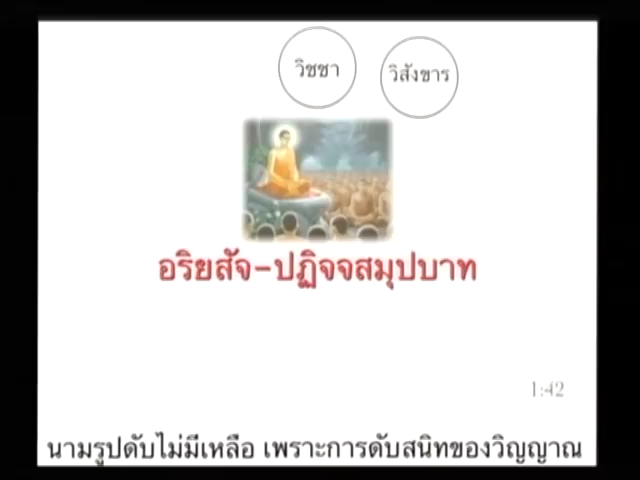 วิชชา
วิสังขาร
อริยสัจ-ปฏิจจสมุปบาท
1:42
นามรูปดับไม่มีเหลือ เพราะการดับสนิทของวิญญาณ